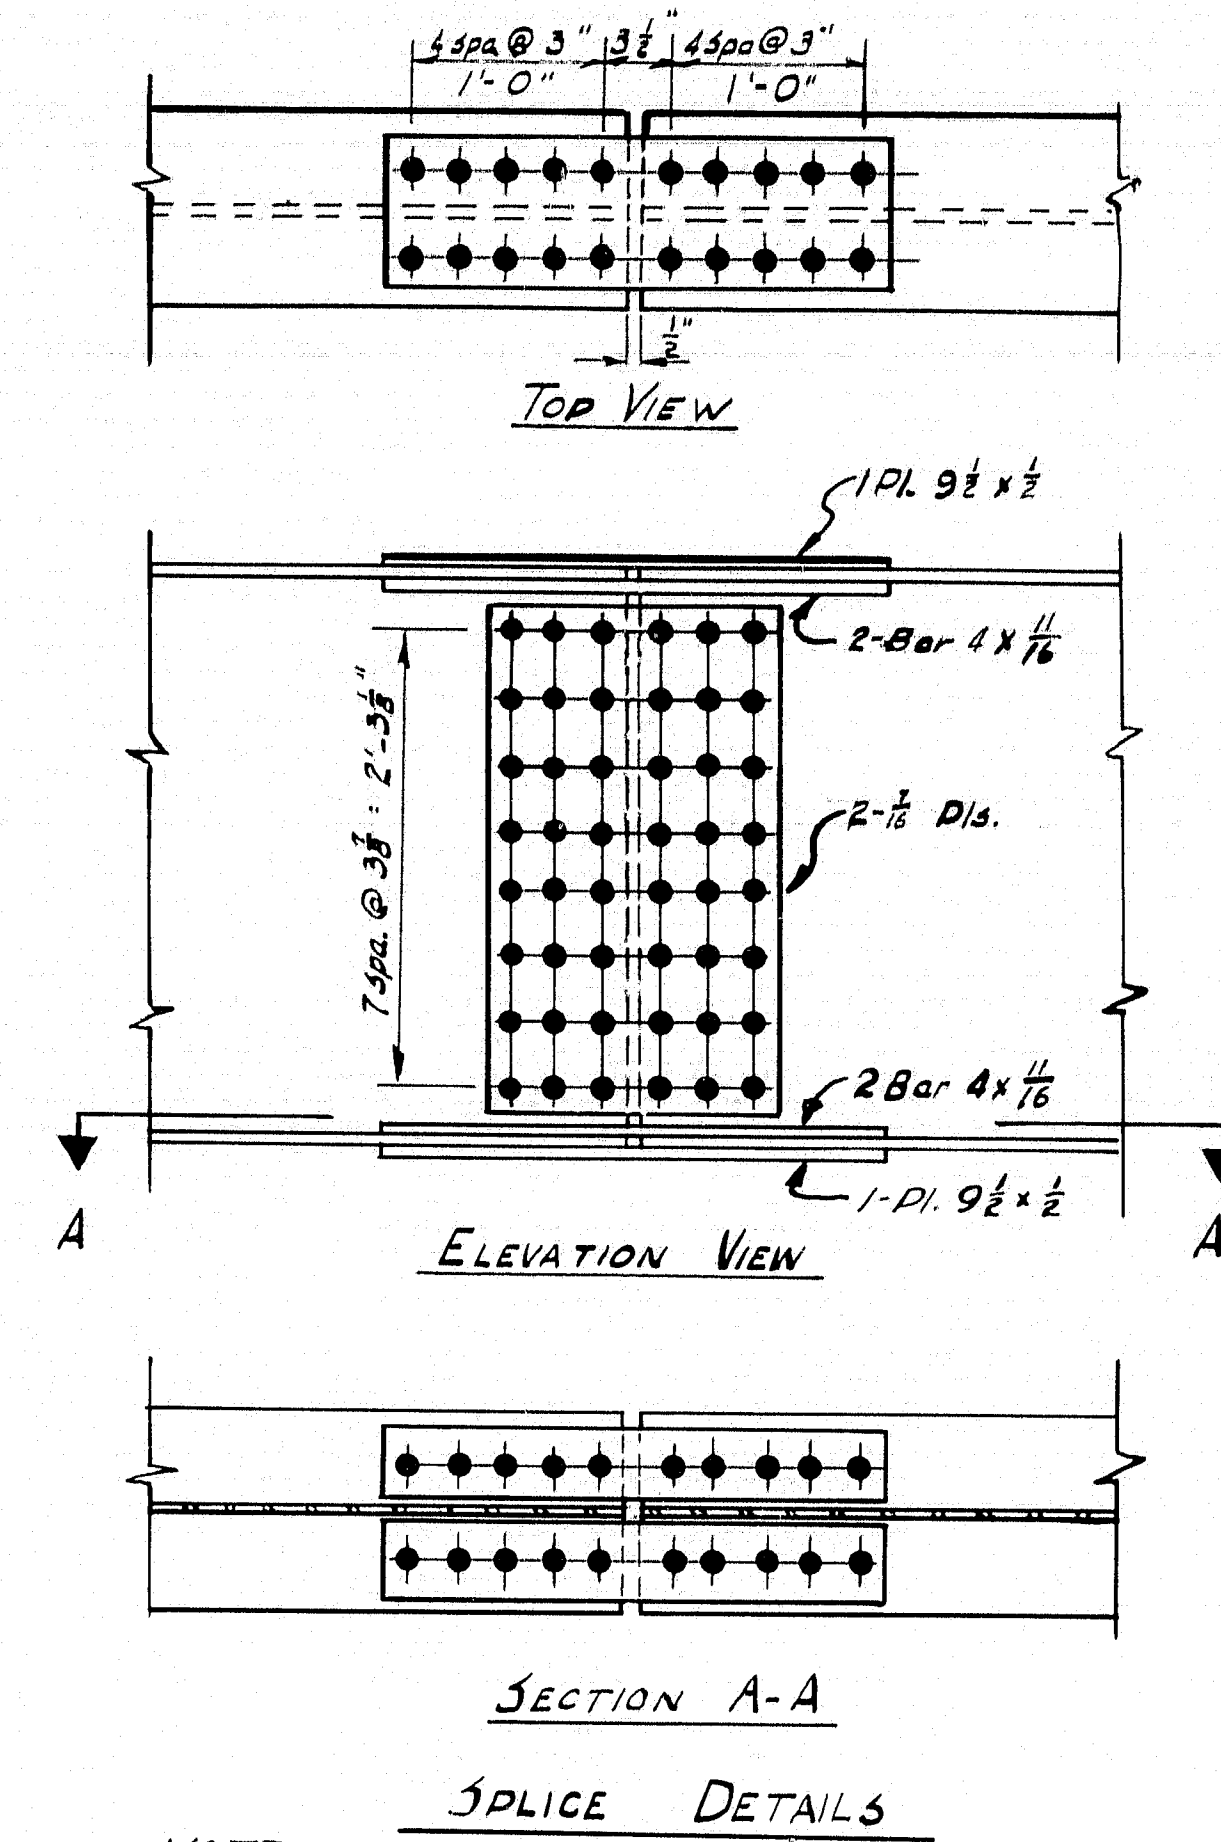 4 spa @ 3" 3 1/2" 4 spa @ 3"
1'-0" 1'-0"
1/2"
TOP VIEW
1 Pl. 9 1/2 x 1/2
2-Bar 4 x 11/16
7 spa. @ 3 7/8 = 2'-3 1/8"
2-7/16 Pls.
2 Bar 4 x 11/16
1-Pl. 9 1/2 x 1/2
A A
ELEVATION VIEW
SECTION A-A
SPLICE DETAILS